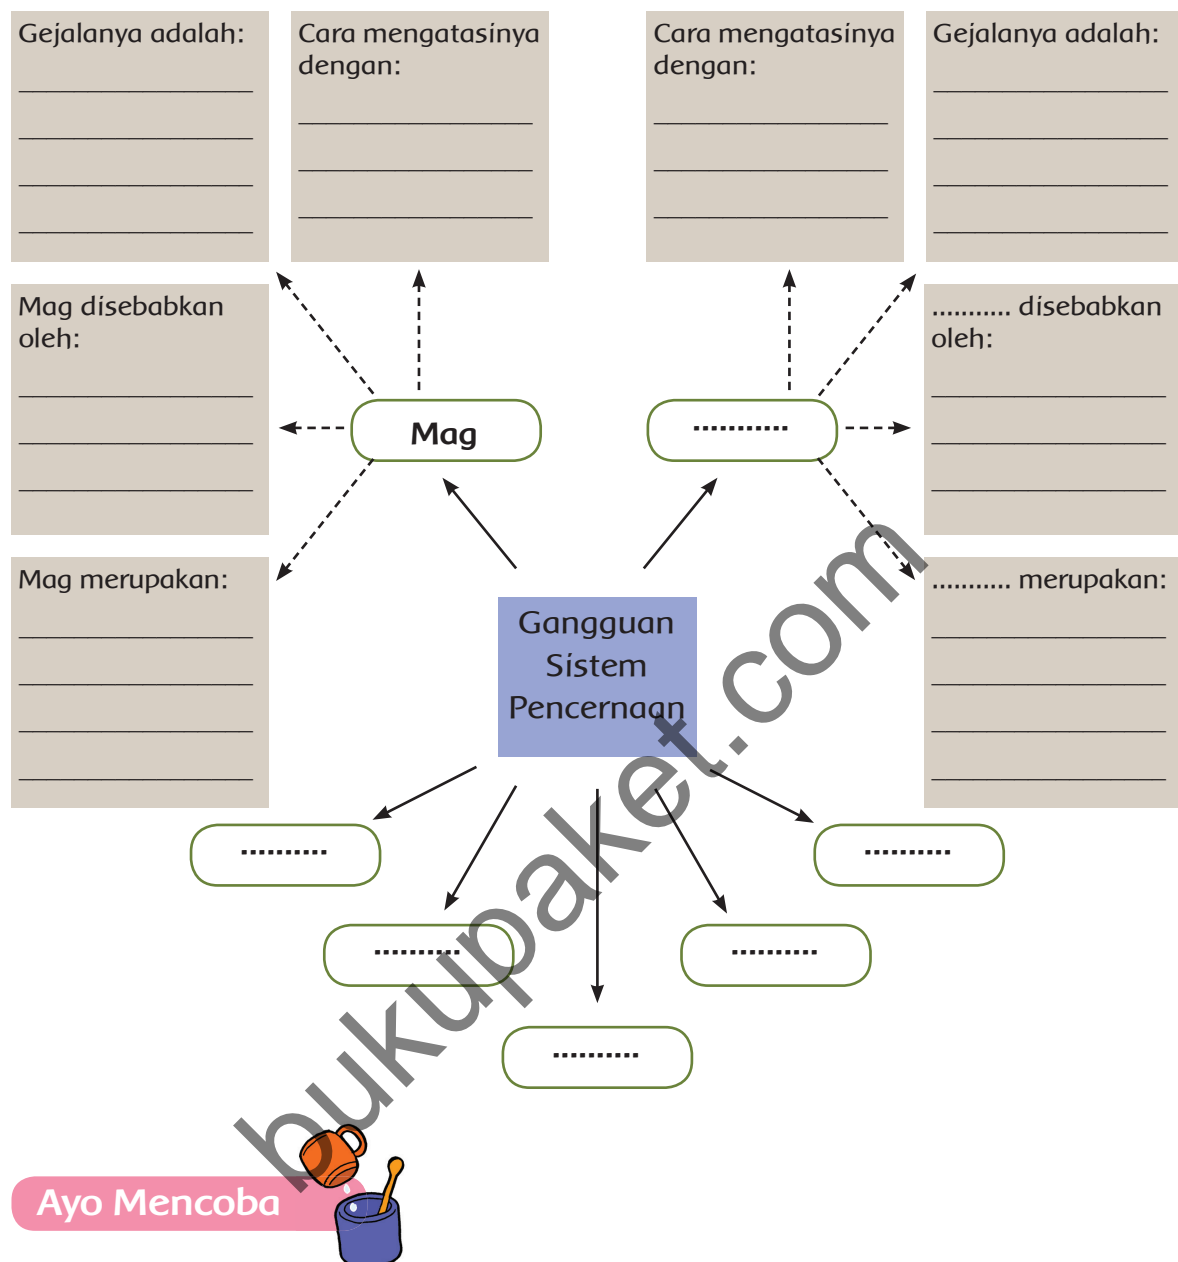 Gejalanya adalah:
Cara mengatasinya
dengan:
Cara mengatasinya
dengan:
Gejalanya adalah:
Mag disebabkan
oleh:
........... disebabkan
oleh:
Mag
...........
Mag merupakan:
........... merupakan:
Gangguan
Sistem
Pencernaan
..........
..........
..........
..........
..........
bukupaket.com
Ayo Mencoba